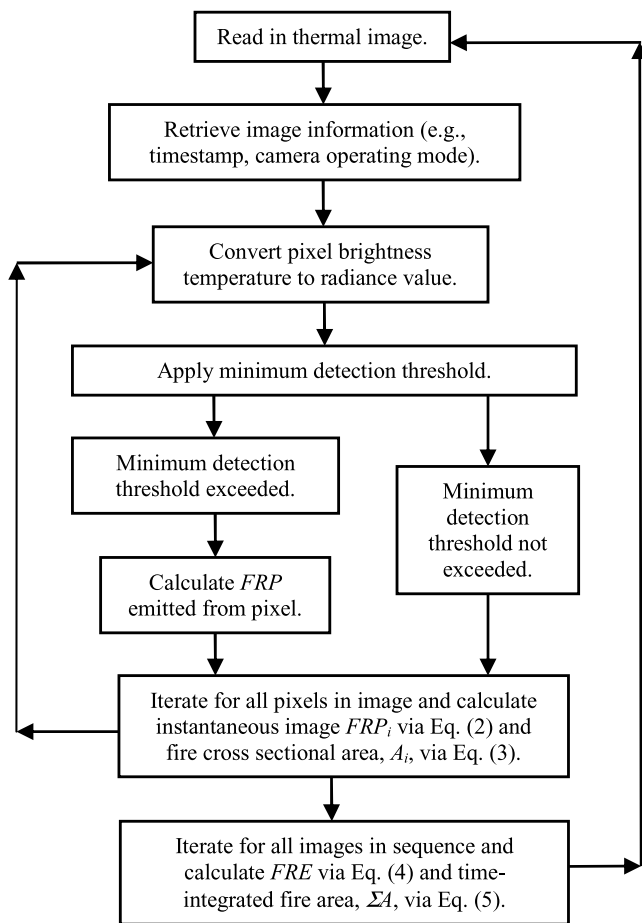 Read in thermal image.
Retrieve image information (e.g.,
timestamp, camera operating mode).
Convert pixel brightness
temperature to radiance value.
Apply minimum detection threshold.
Minimum detection
threshold exceeded.
Minimum
detection
threshold not
exceeded.
Calculate FRP
emitted from pixel.
Iterate for all pixels in image and calculate
instantaneous image FRPᵢ via Eq. (2) and
fire cross sectional area, Aᵢ, via Eq. (3).
Iterate for all images in sequence and
calculate FRE via Eq. (4) and time-
integrated fire area, ΣA, via Eq. (5).